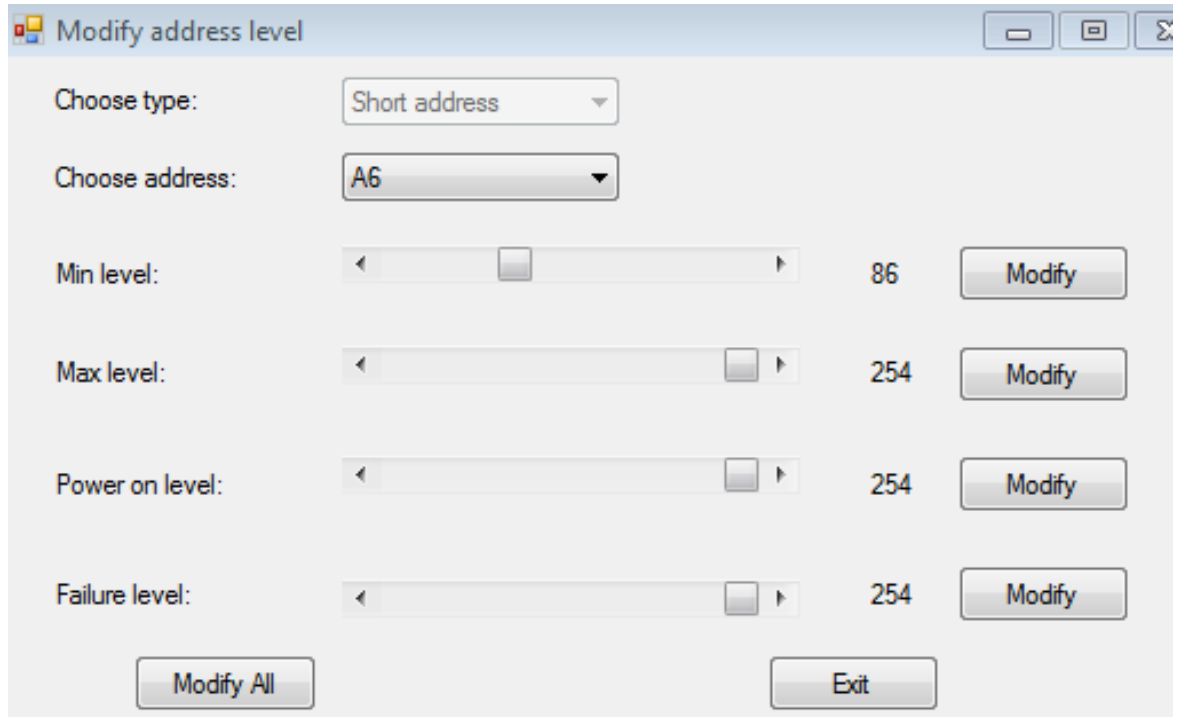 Modify address level
Choose type: Short address
Choose address: A6
Min level: 86 Modify
Max level: 254 Modify
Power on level: 254 Modify
Failure level: 254 Modify
Modify All Exit